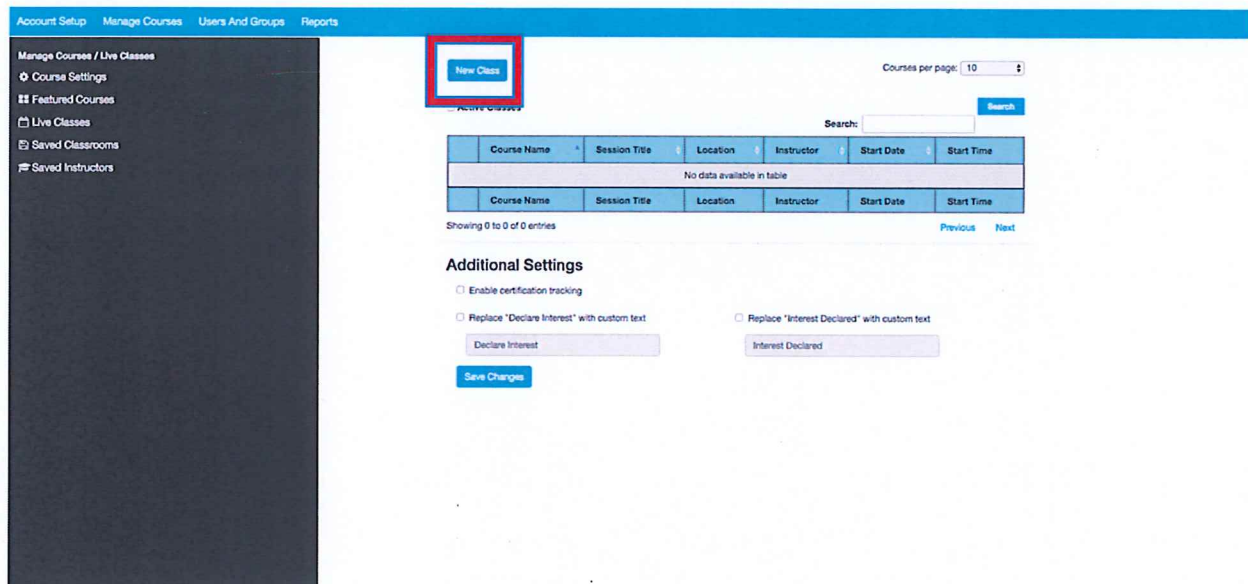 Account Setup Manage Courses Users And Groups Reports
Manage Courses / Live Classes
Course Settings
Featured Courses
Live Classes
Saved Classrooms
Saved Instructors
New Class
Courses per page: 10
Active Classes
Search
Search:
Course Name Session Title Location Instructor Start Date Start Time
No data available in table
Course Name Session Title Location Instructor Start Date Start Time
Showing 0 to 0 of 0 entries
Previous Next
Additional Settings
Enable certification tracking
Replace "Declare Interest" with custom text Replace "Interest Declared" with custom text
Declare Interest Interest Declared
Save Changes